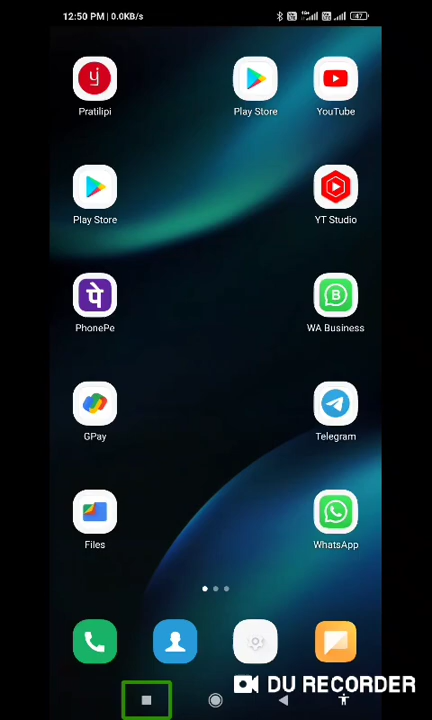 12:50 PM | 0.0KB/s
47
Pratilipi
Play Store
YouTube
Play Store
YT Studio
पे
PhonePe
B
WA Business
GPay
Telegram
Files
WhatsApp
DU RECORDER